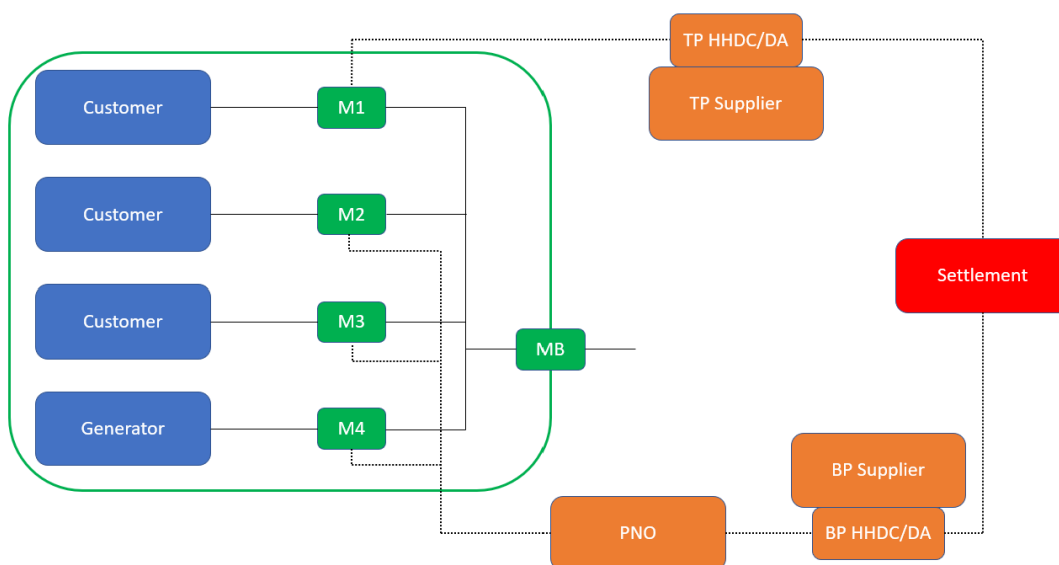 TP HHDC/DA
TP Supplier
Customer
M1
Customer
M2
Settlement
Customer
M3
MB
Generator
M4
BP Supplier
PNO
BP HHDC/DA